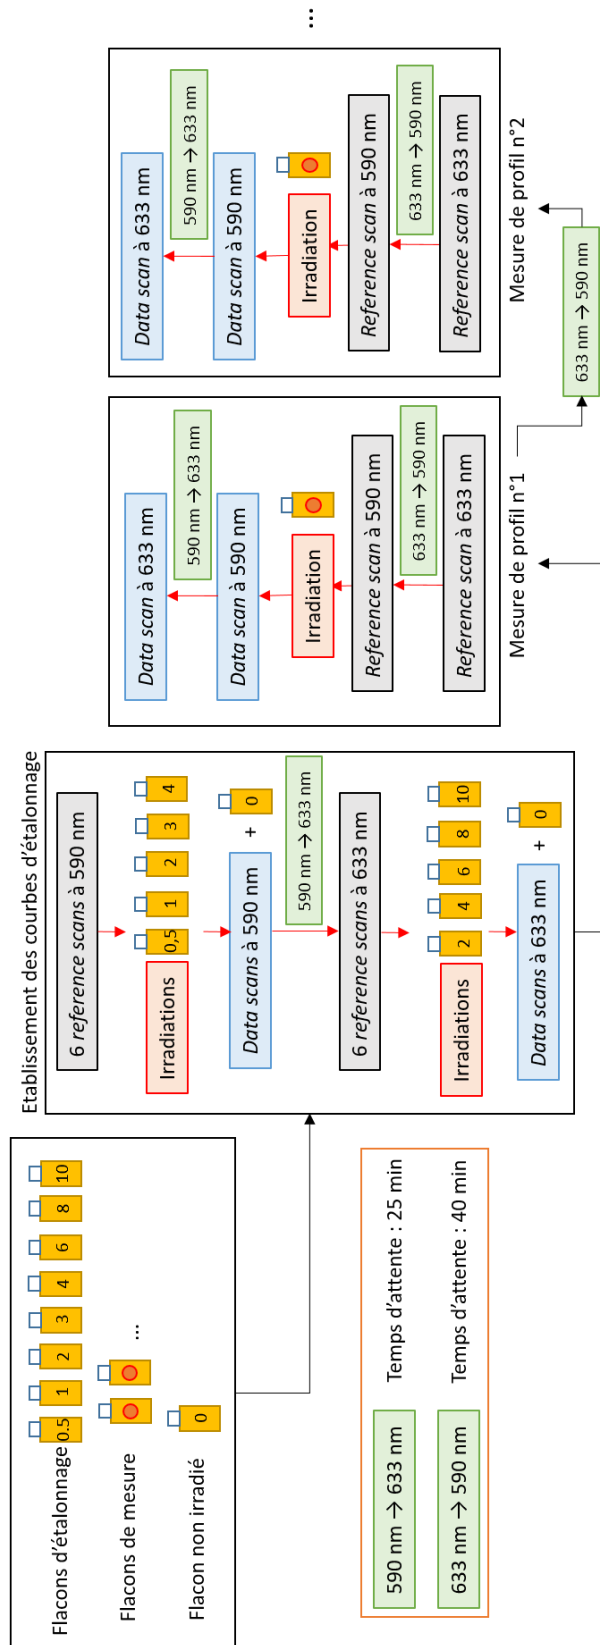 Flacons d'étalonnage
0.5
1
2
3
4
6
8
10
Flacons de mesure
...
Flacon non irradié
0
590 nm → 633 nm
Temps d'attente : 25 min
633 nm → 590 nm
Temps d'attente : 40 min
Etablissement des courbes d'étalonnage
6 reference scans à 590 nm
Irradiations
0,5
1
2
3
4
Data scans à 590 nm
+
0
590 nm → 633 nm
6 reference scans à 633 nm
Irradiations
2
4
6
8
10
Data scans à 633 nm
+
0
Data scan à 633 nm
590 nm → 633 nm
Data scan à 590 nm
Irradiation
Reference scan à 590 nm
633 nm → 590 nm
Reference scan à 633 nm
Mesure de profil n°1
633 nm → 590 nm
Data scan à 633 nm
590 nm → 633 nm
Data scan à 590 nm
Irradiation
Reference scan à 590 nm
633 nm → 590 nm
Reference scan à 633 nm
Mesure de profil n°2
...